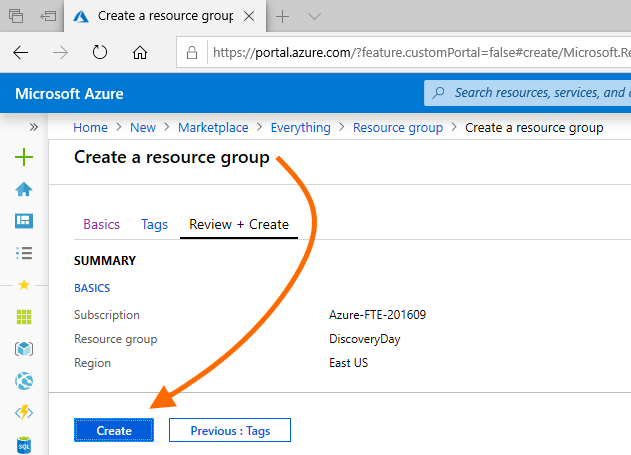 Create a resource group
https://portal.azure.com/?feature.customPortal=false#create/Microsoft.Re
Microsoft Azure
Search resources, services, and d
Home > New > Marketplace > Everything > Resource group > Create a resource group
Create a resource group
Basics Tags Review + Create
SUMMARY
BASICS
Subscription Azure-FTE-201609
Resource group DiscoveryDay
Region East US
Create Previous : Tags
SQL